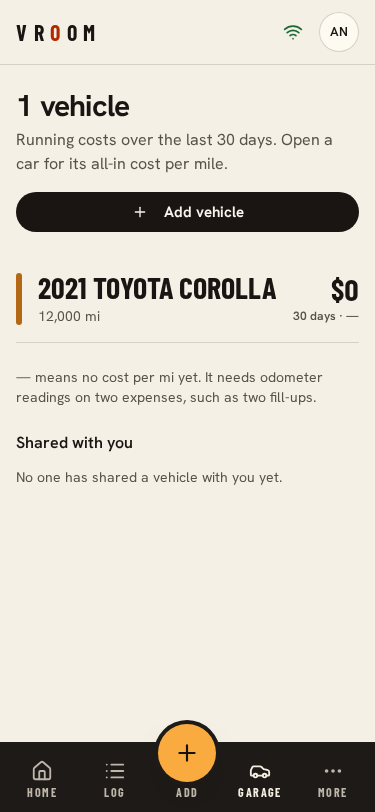 VROOM
AN
1 vehicle
Running costs over the last 30 days. Open a
car for its all-in cost per mile.
+ Add vehicle
2021 TOYOTA COROLLA
$0
12,000 mi
30 days · —
— means no cost per mi yet. It needs odometer
readings on two expenses, such as two fill-ups.
Shared with you
No one has shared a vehicle with you yet.
HOME
LOG
ADD
GARAGE
MORE